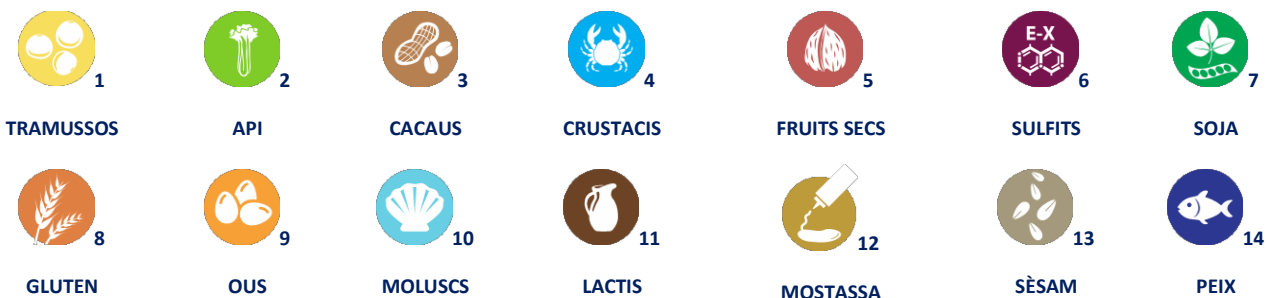 E-X
1 2 3 4 5 6 7
TRAMUSSOS API CACAUS CRUSTACIS FRUITS SECS SULFITS SOJA
8 9 10 11 12 13 14
GLUTEN OUS MOLUSCS LACTIS MOSTASSA SÈSAM PEIX